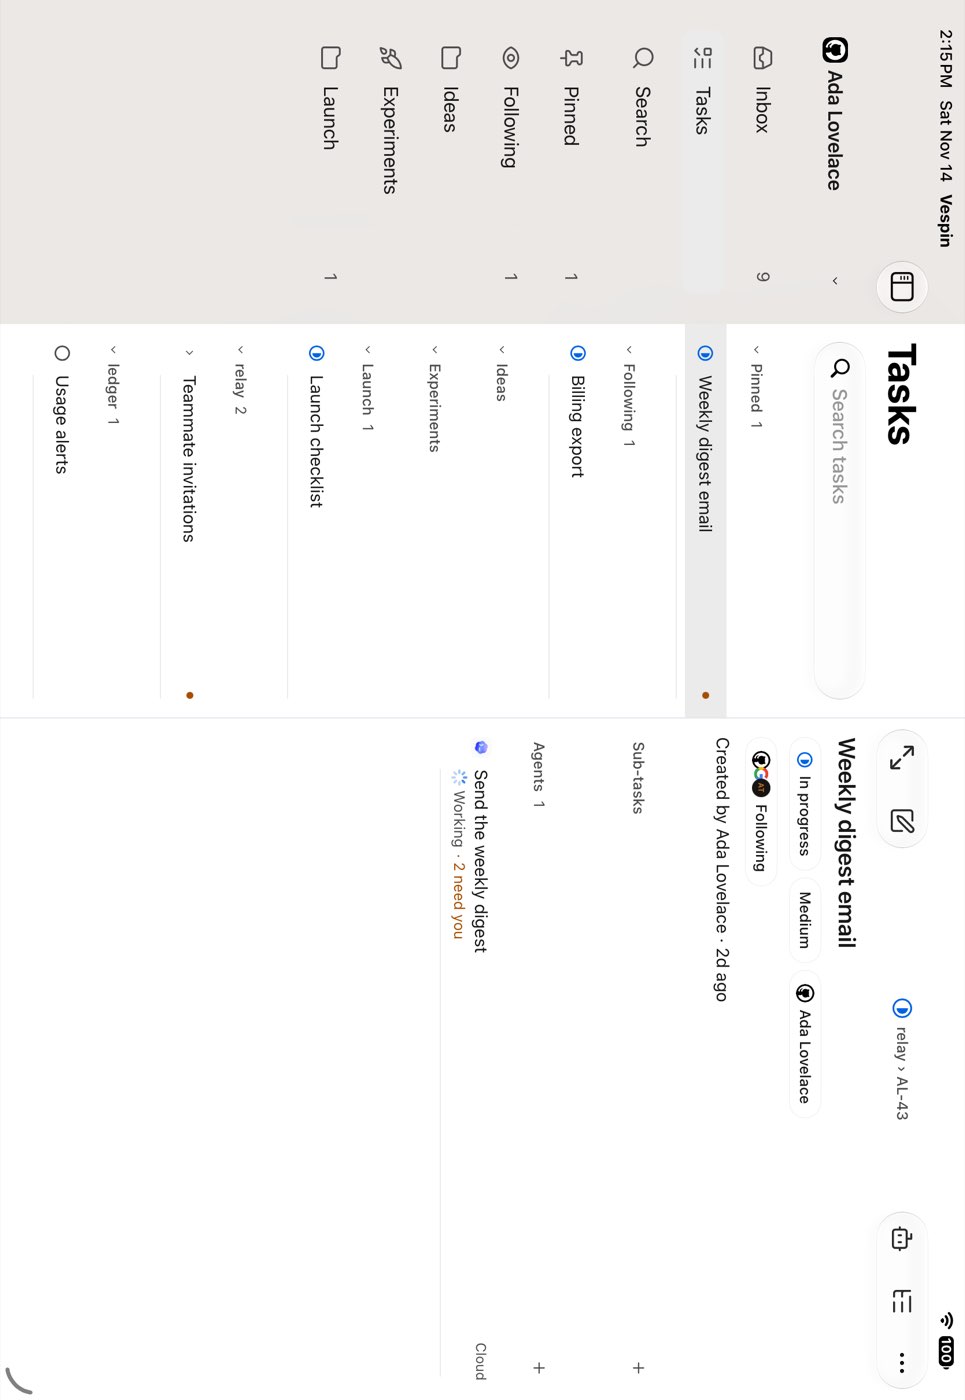 2:15 PM Sat Nov 14 Vespin
100
Ada Lovelace
Inbox 9
Tasks
Search
Pinned 1
Following 1
Ideas
Experiments
Launch 1
Tasks
Search tasks
Pinned 1
Weekly digest email
Following 1
Billing export
Ideas
Experiments
Launch 1
Launch checklist
relay 2
Teammate invitations
ledger 1
Usage alerts
relay › AL-43
Weekly digest email
In progress
Medium
Ada Lovelace
AT Following
Created by Ada Lovelace · 2d ago
Sub-tasks
Agents 1
Send the weekly digest Cloud
Working · 2 need you